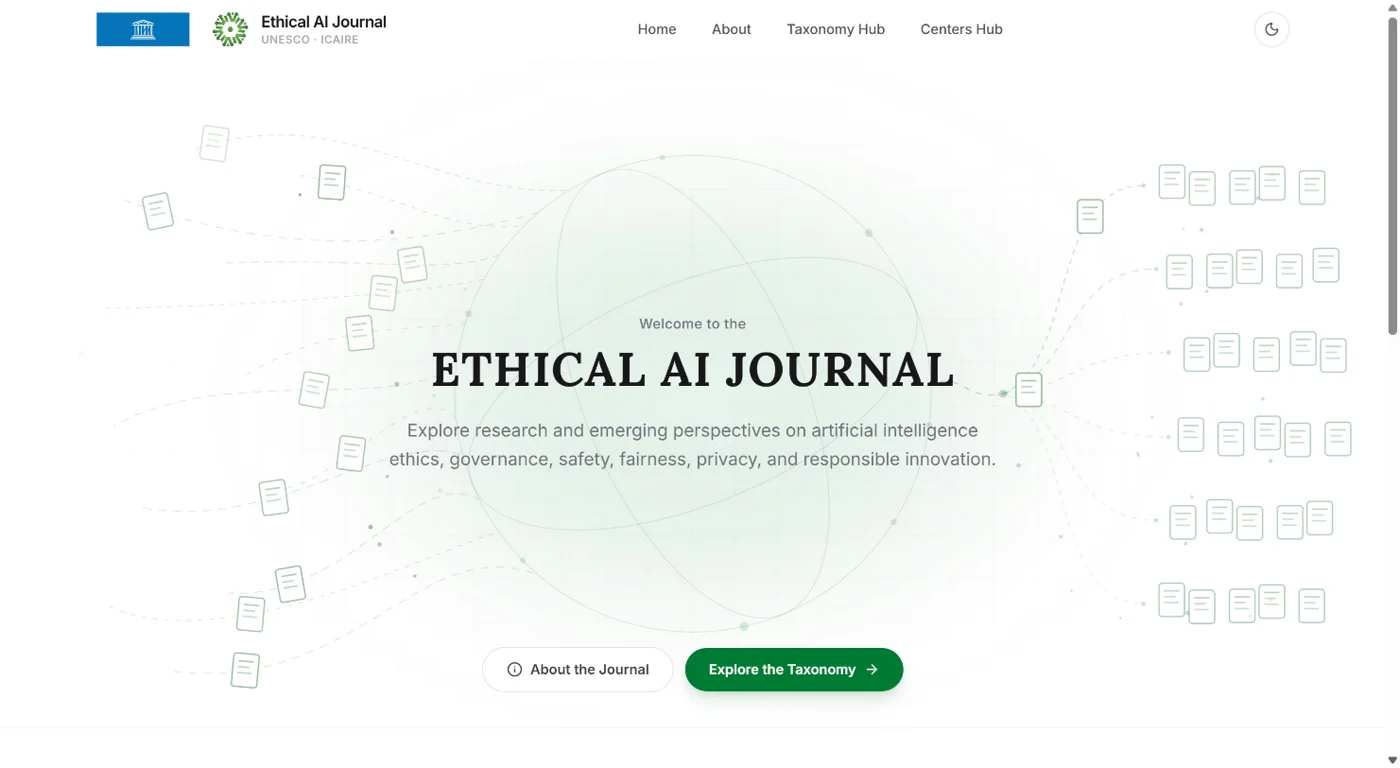 Ethical AI Journal
UNESCO · ICAIRE
Home
About
Taxonomy Hub
Centers Hub
Welcome to the
ETHICAL AI JOURNAL
Explore research and emerging perspectives on artificial intelligence
ethics, governance, safety, fairness, privacy, and responsible innovation.
About the Journal
Explore the Taxonomy